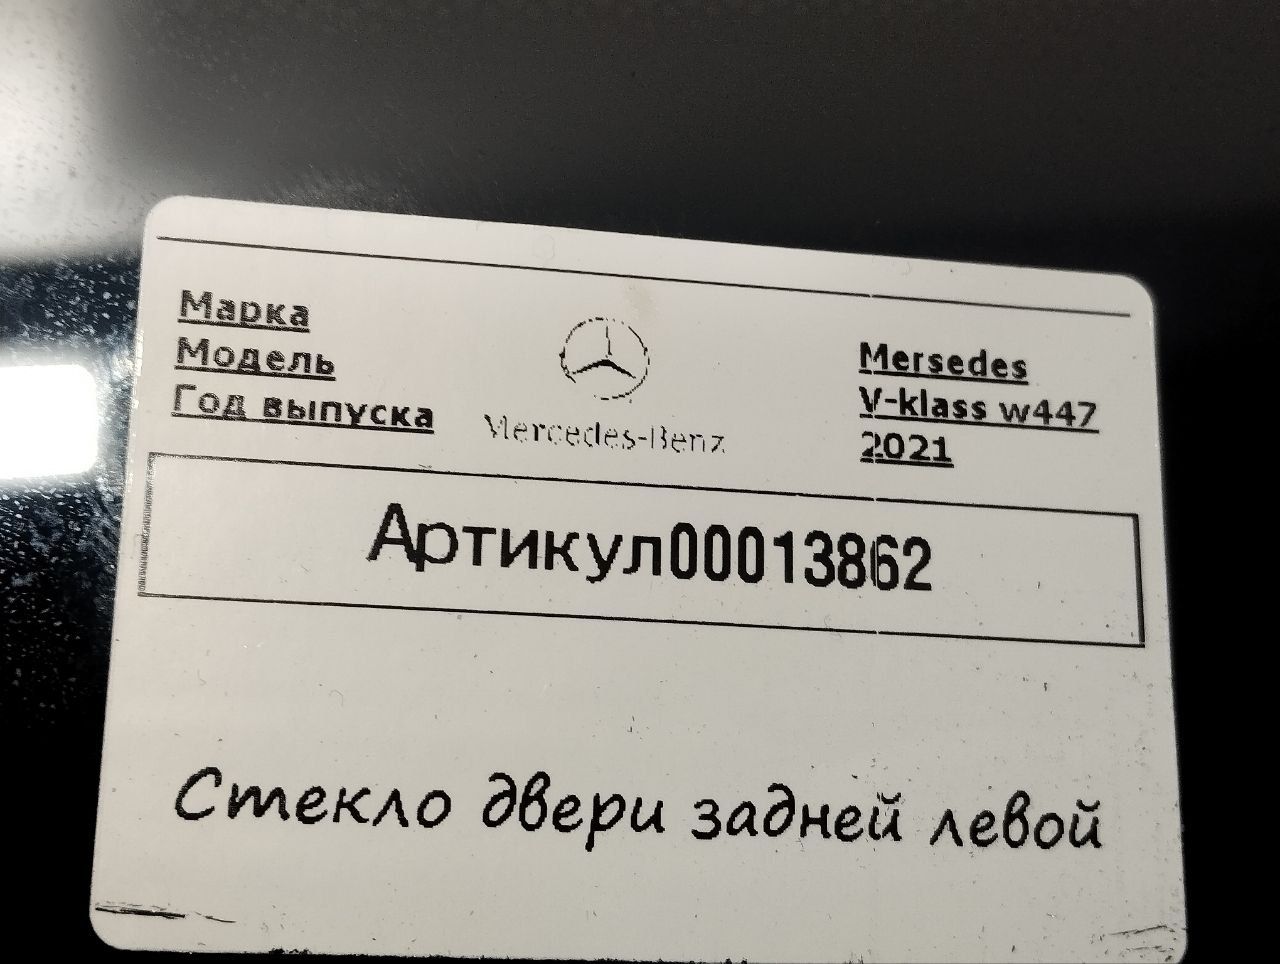 Марка
Модель
Год выпуска
Mercedes-Benz
Mersedes
V-klass w447
2021
Артикул00013862
Стекло двери задней левой